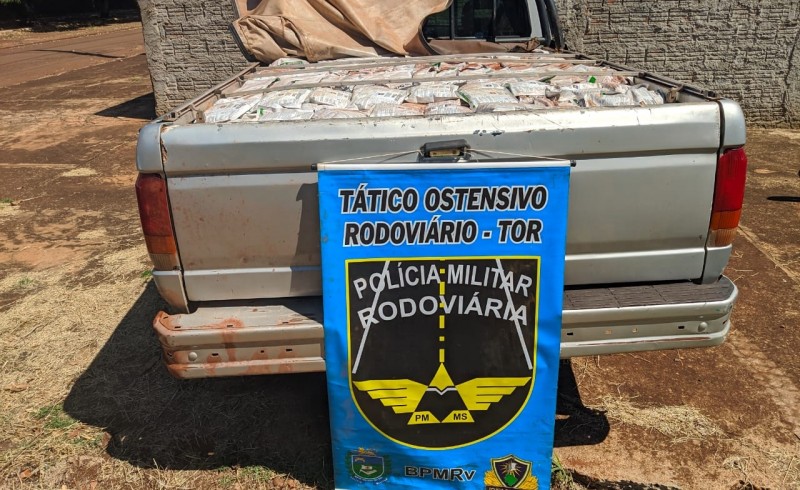 TÁTICO OSTENSIVO
RODOVIÁRIO - TOR
POLÍCIA MILITAR
RODOVIÁRIA
PM MS
BPMRv